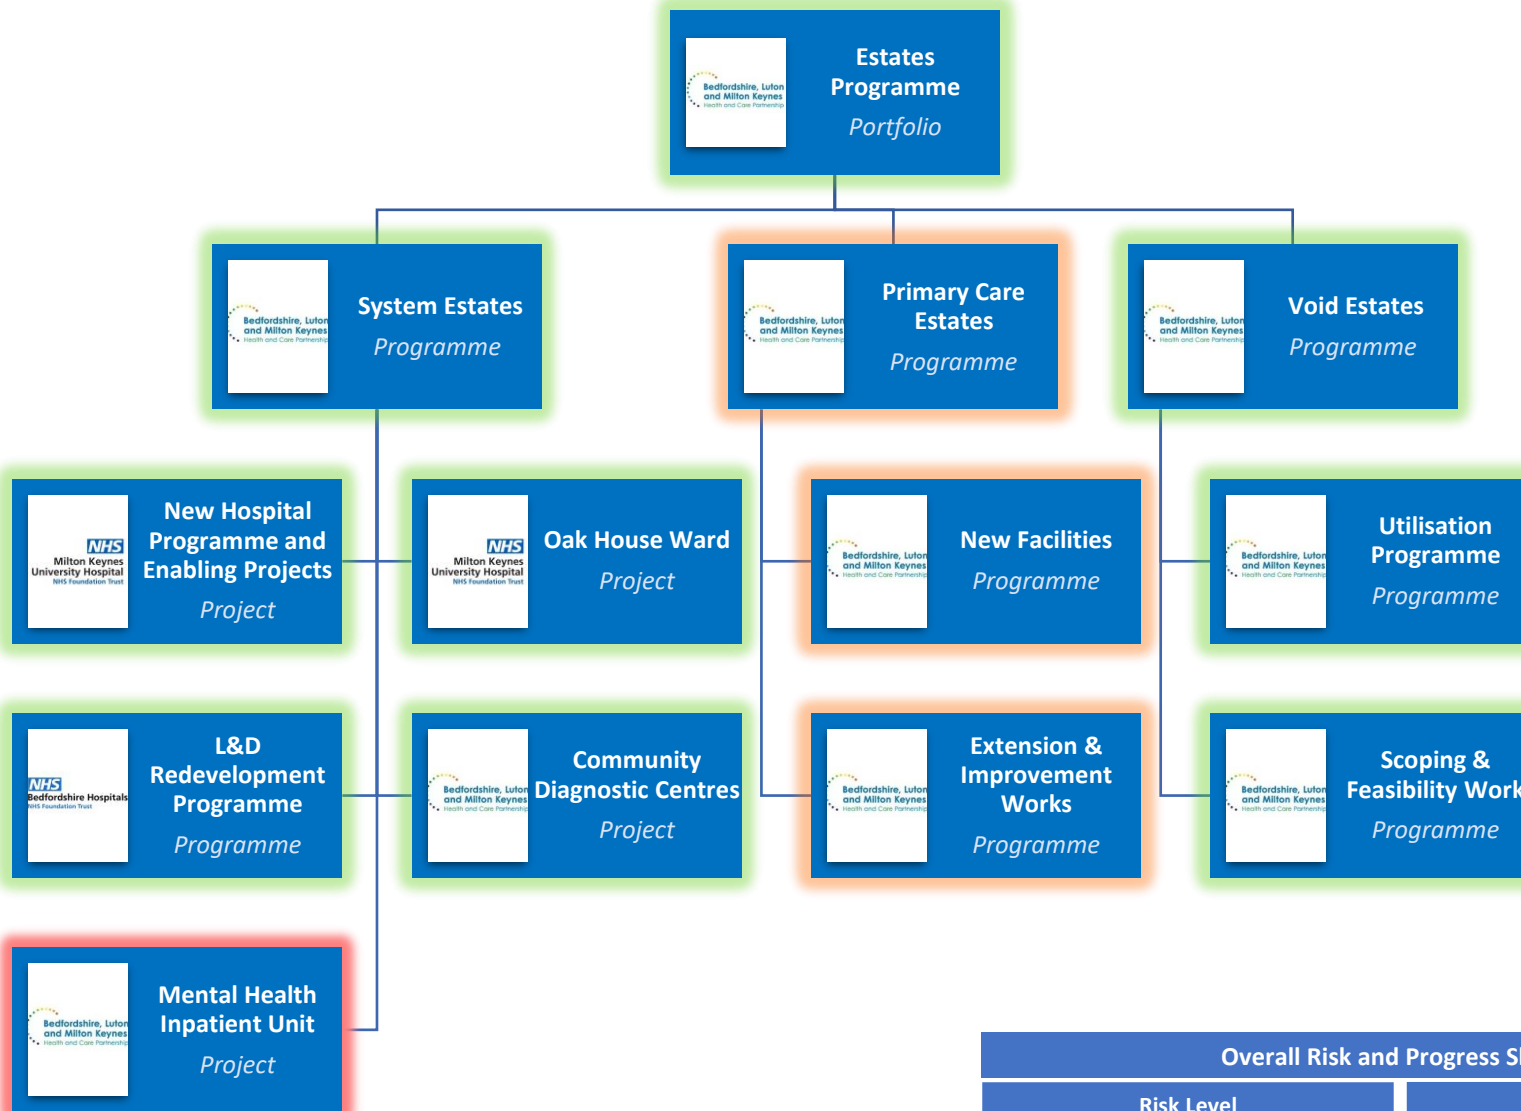 Bedfordshire, Luton
and Milton Keynes
Health and Care Partnership
Estates
Programme
Portfolio
Bedfordshire, Luton
and Milton Keynes
Health and Care Partnership
System Estates
Programme
Bedfordshire, Luton
and Milton Keynes
Health and Care Partnership
Primary Care
Estates
Programme
Bedfordshire, Luton
and Milton Keynes
Health and Care Partnership
Void Estates
Programme
NHS
Milton Keynes
University Hospital
NHS Foundation Trust
New Hospital
Programme and
Enabling Projects
Project
NHS
Milton Keynes
University Hospital
NHS Foundation Trust
Oak House Ward
Project
Bedfordshire, Luton
and Milton Keynes
Health and Care Partnership
New Facilities
Programme
Bedfordshire, Luton
and Milton Keynes
Health and Care Partnership
Utilisation
Programme
Programme
NHS
Bedfordshire Hospitals
NHS Foundation Trust
L&D
Redevelopment
Programme
Programme
Bedfordshire, Luton
and Milton Keynes
Health and Care Partnership
Community
Diagnostic Centres
Project
Bedfordshire, Luton
and Milton Keynes
Health and Care Partnership
Extension &
Improvement
Works
Programme
Bedfordshire, Luton
and Milton Keynes
Health and Care Partnership
Scoping &
Feasibility Work
Programme
Bedfordshire, Luton
and Milton Keynes
Health and Care Partnership
Mental Health
Inpatient Unit
Project
Overall Risk and Progress
Risk Level